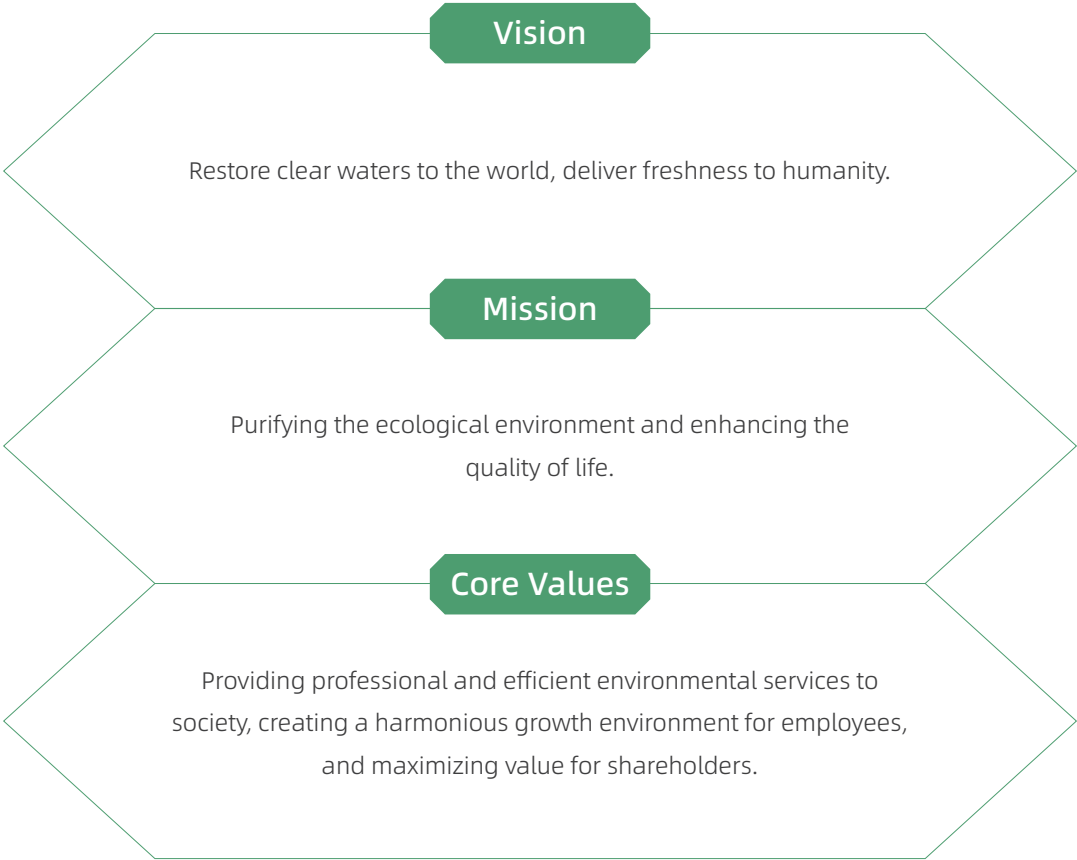 Vision
Restore clear waters to the world, deliver freshness to humanity.
Mission
Purifying the ecological environment and enhancing the
quality of life.
Core Values
Providing professional and efficient environmental services to
society, creating a harmonious growth environment for employees,
and maximizing value for shareholders.